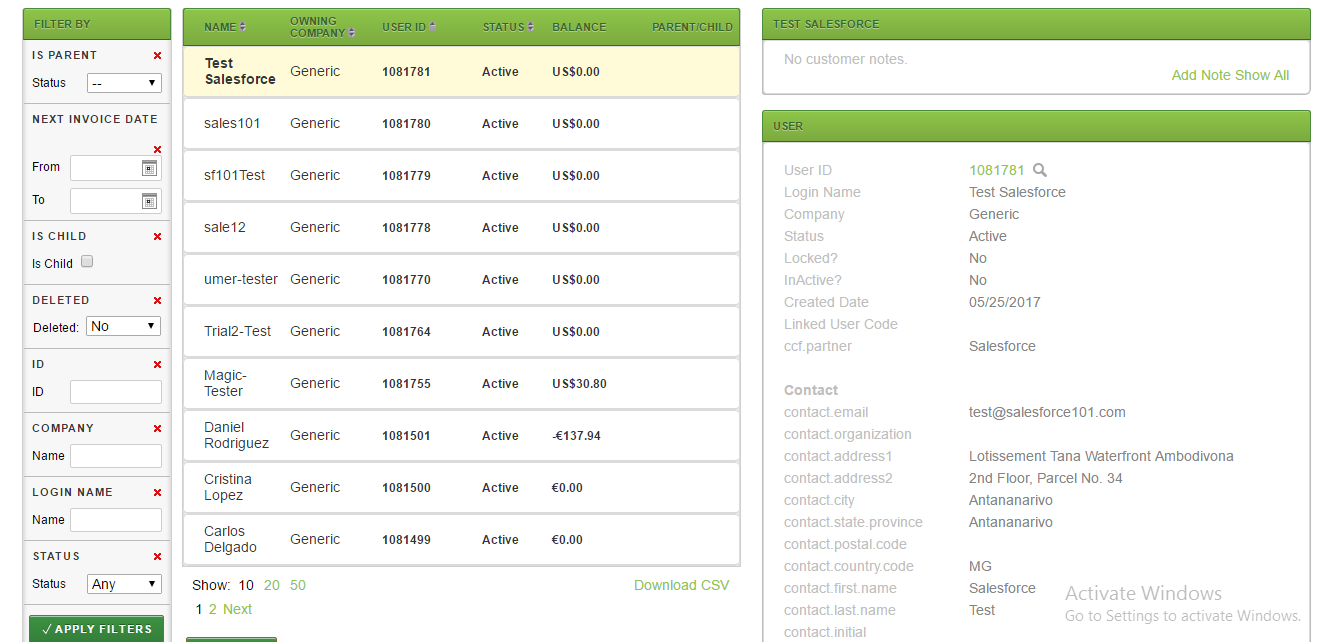 FILTER BY
IS PARENT
Status --
NEXT INVOICE DATE
From
To
IS CHILD
Is Child
DELETED
Deleted: No
ID
ID
COMPANY
Name
LOGIN NAME
Name
STATUS
Status Any
✓ APPLY FILTERS
NAME OWNING COMPANY USER ID STATUS BALANCE PARENT/CHILD
Test Salesforce Generic 1081781 Active US$0.00
sales101 Generic 1081780 Active US$0.00
sf101Test Generic 1081779 Active US$0.00
sale12 Generic 1081778 Active US$0.00
umer-tester Generic 1081770 Active US$0.00
Trial2-Test Generic 1081764 Active US$0.00
Magic-Tester Generic 1081755 Active US$30.80
Daniel Rodriguez Generic 1081501 Active -€137.94
Cristina Lopez Generic 1081500 Active €0.00
Carlos Delgado Generic 1081499 Active €0.00
Show: 10 20 50 Download CSV
1 2 Next
TEST SALESFORCE
No customer notes.
Add Note Show All
USER
User ID 1081781
Login Name Test Salesforce
Company Generic
Status Active
Locked? No
InActive? No
Created Date 05/25/2017
Linked User Code
ccf.partner Salesforce
Contact
contact.email test@salesforce101.com
contact.organization
contact.address1 Lotissement Tana Waterfront Ambodivona
contact.address2 2nd Floor, Parcel No. 34
contact.city Antananarivo
contact.state.province Antananarivo
contact.postal.code
contact.country.code MG
contact.first.name Salesforce
contact.last.name Test
contact.initial
Activate Windows
Go to Settings to activate Windows.